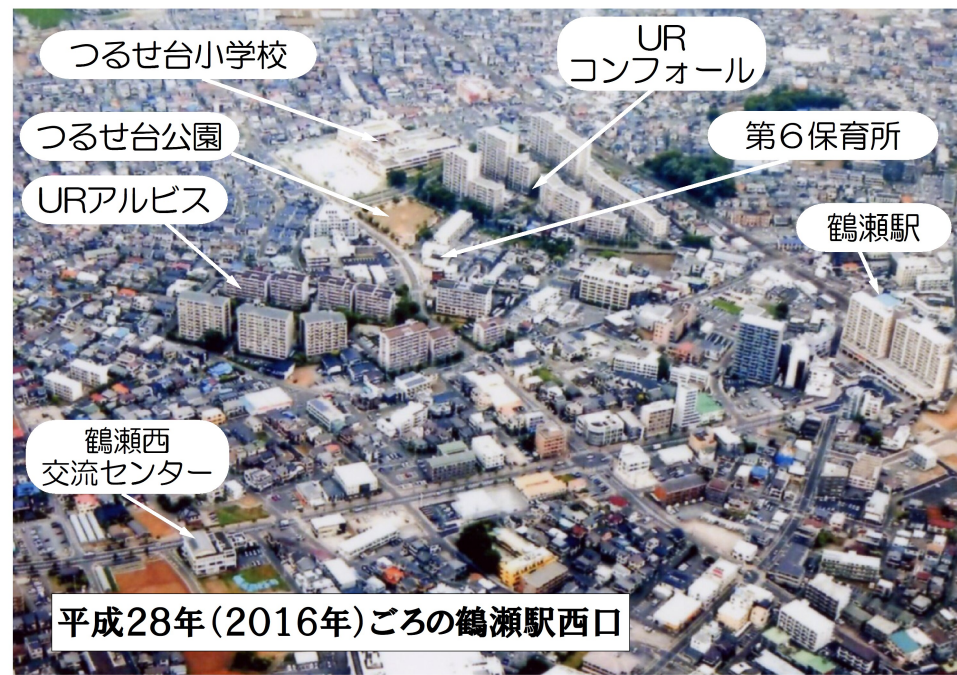 つるせ台小学校
UR
コンフォール
つるせ台公園
第6保育所
URアルビス
鶴瀬駅
鶴瀬西
交流センター
平成28年(2016年)ごろの鶴瀬駅西口